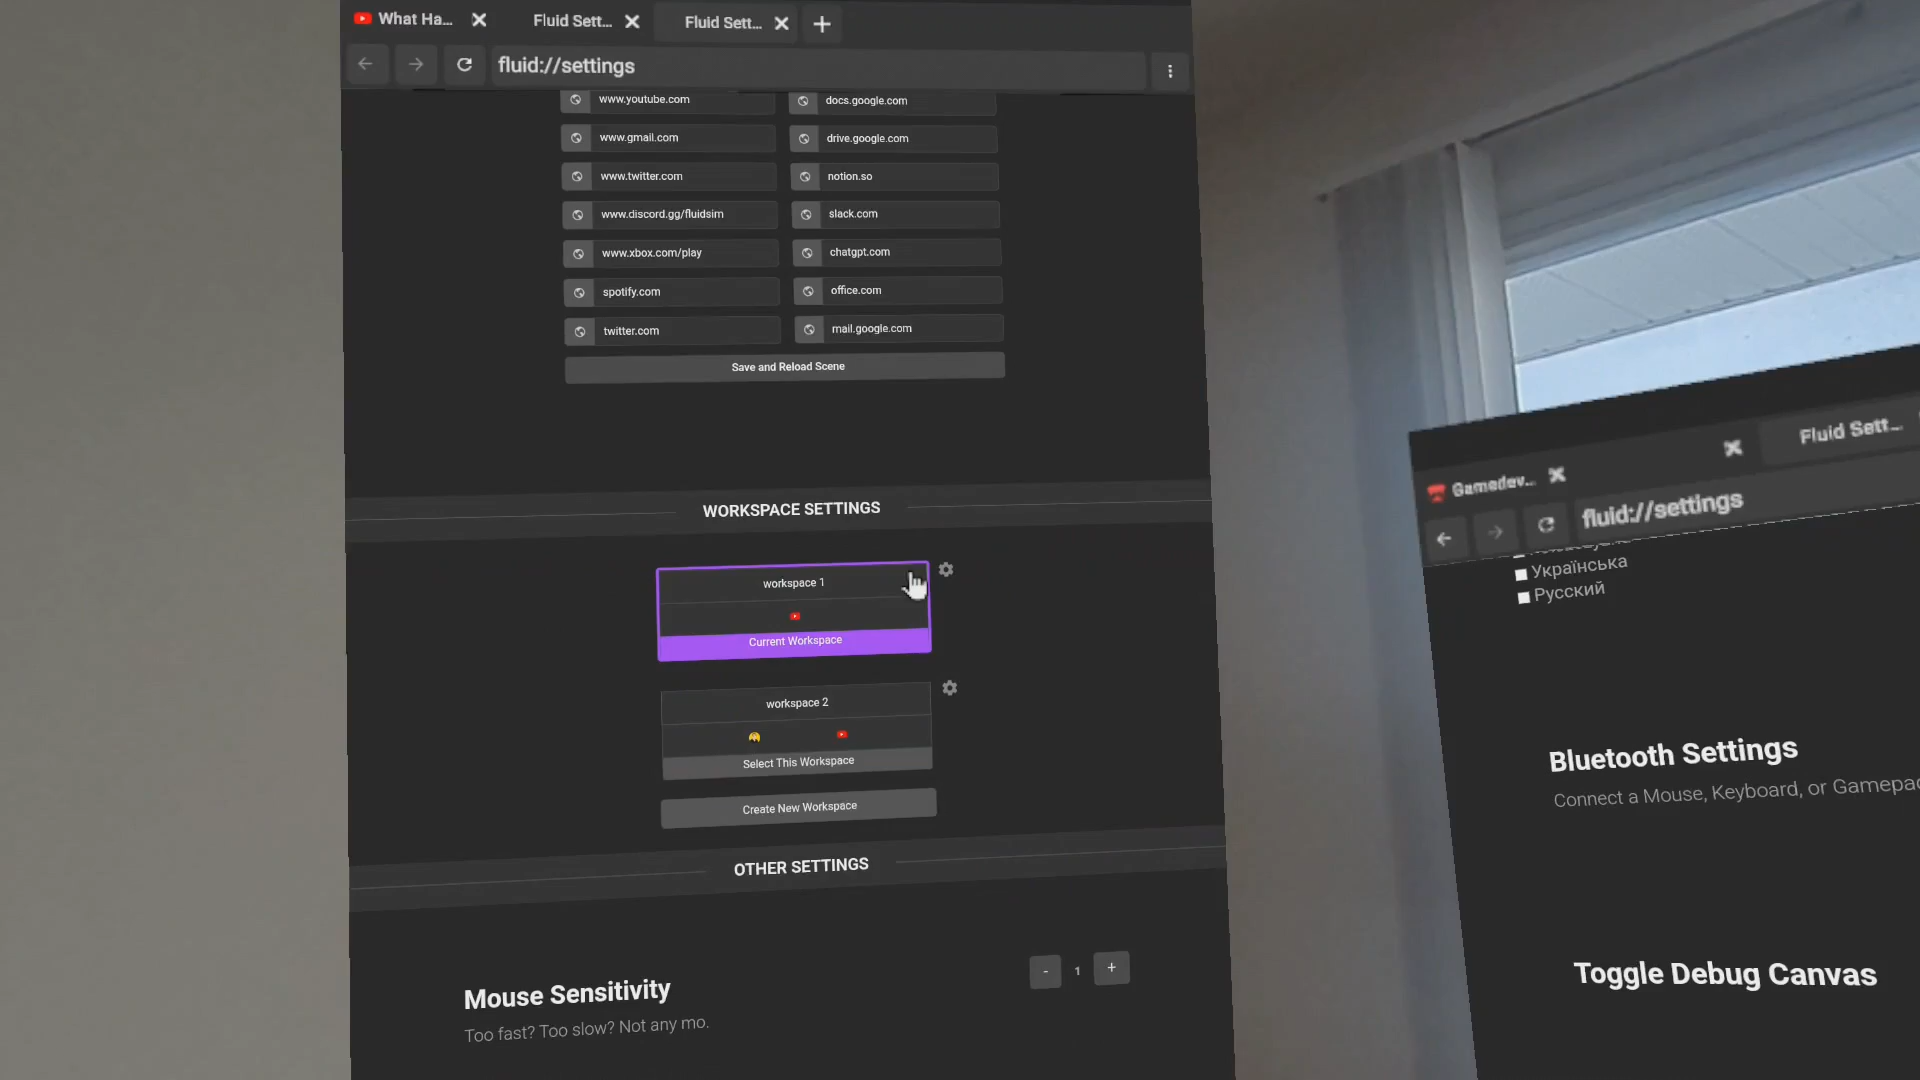 What Ha...
Fluid Sett...
Fluid Sett...
fluid://settings
www.youtube.com
docs.google.com
www.gmail.com
drive.google.com
www.twitter.com
notion.so
www.discord.gg/fluidsim
slack.com
www.xbox.com/play
chatgpt.com
spotify.com
office.com
twitter.com
mail.google.com
Save and Reload Scene
WORKSPACE SETTINGS
workspace 1
Current Workspace
workspace 2
Select This Workspace
Create New Workspace
OTHER SETTINGS
Mouse Sensitivity
Too fast? Too slow? Not any mo.
- 1 +
Gamedev...
Fluid Sett...
fluid://settings
Українська
Русский
Bluetooth Settings
Connect a Mouse, Keyboard, or
Toggle Debug Canvas